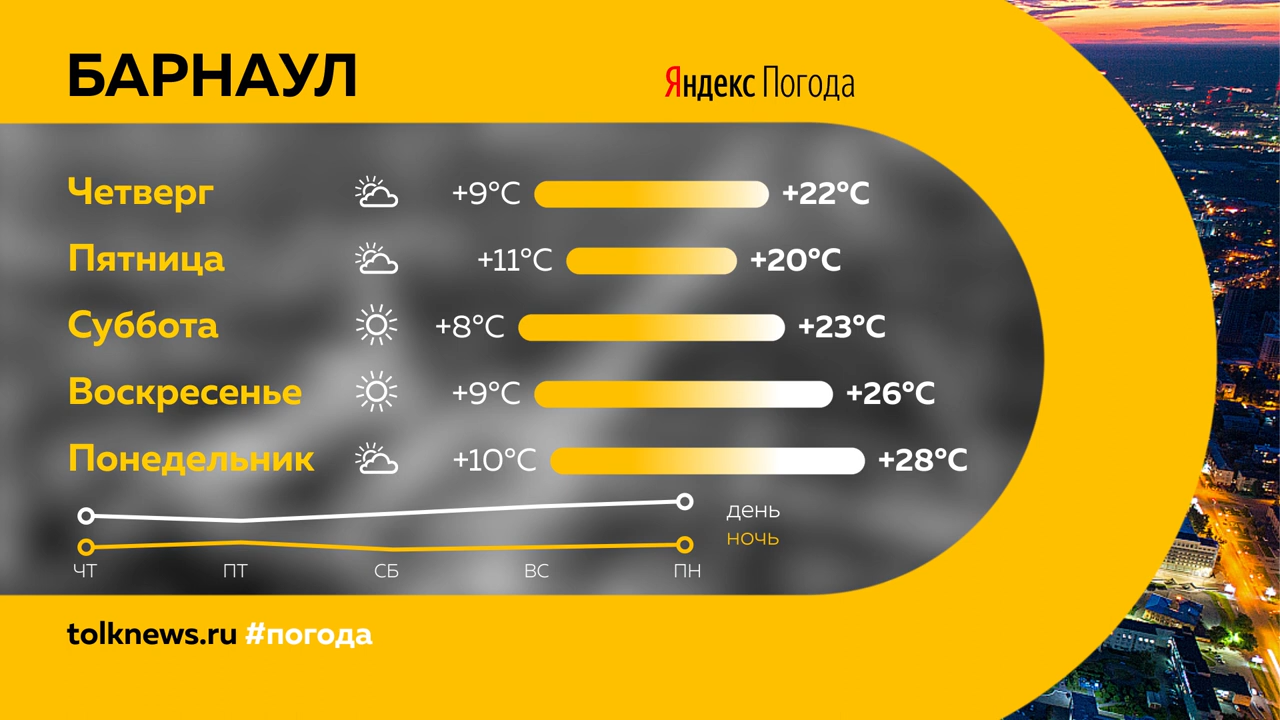 БАРНАУЛ
Яндекс Погода
Четверг +9°C +22°C
Пятница +11°C +20°C
Суббота +8°C +23°C
Воскресенье +9°C +26°C
Понедельник +10°C +28°C
день
ночь
ЧТ ПТ СБ ВС ПН
tolknews.ru #погода